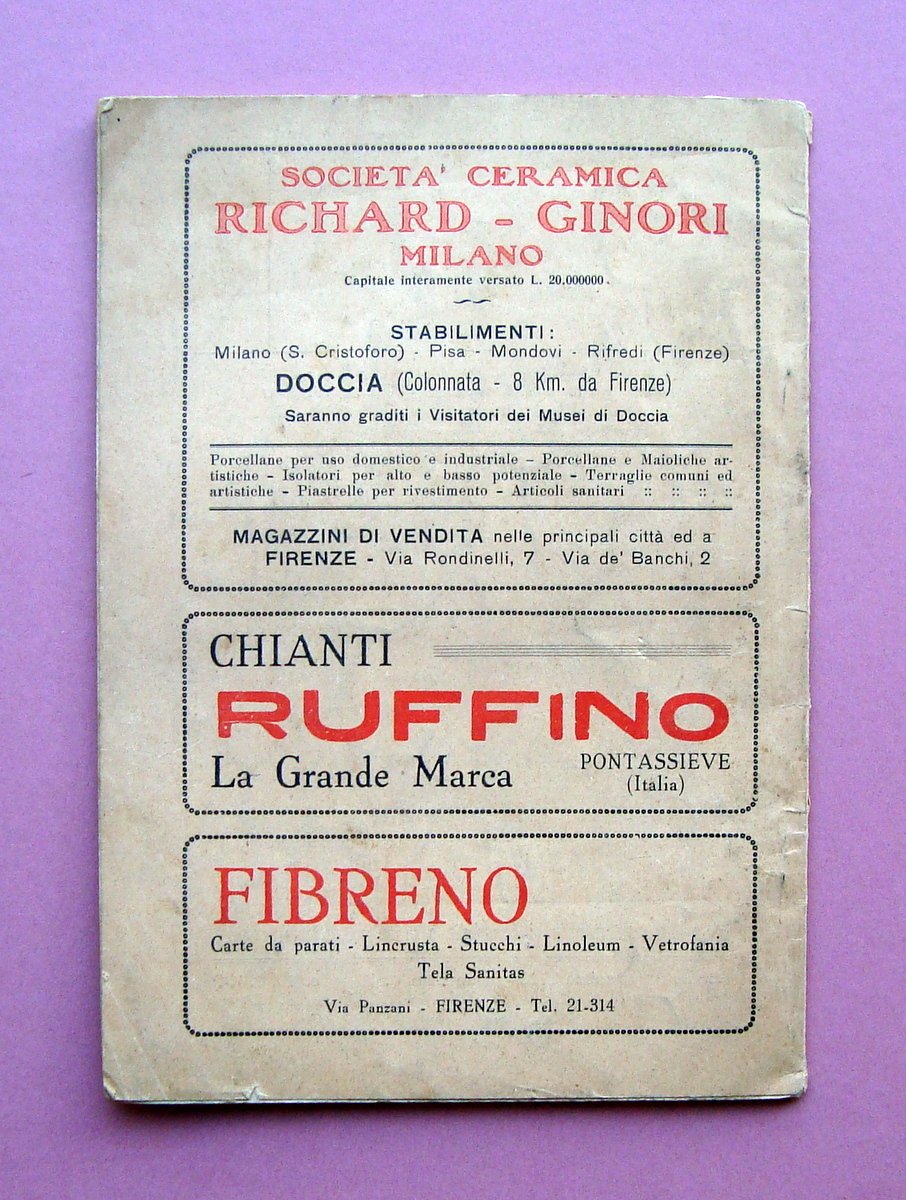 SOCIETA' CERAMICA
RICHARD - GINORI
MILANO
Capitale interamente versato L. 20.000000.
STABILIMENTI:
Milano (S. Cristoforo) - Pisa - Mondovi - Rifredi (Firenze)
DOCCIA (Colonnata - 8 Km. da Firenze)
Saranno graditi i Visitatori dei Musei di Doccia
Porcellane per uso domestico e industriale - Porcellane e Maioliche ar-
tistiche - Isolatori per alto e basso potenziale - Terraglie comuni ed
artistiche - Piastrelle per rivestimento - Articoli sanitari :: :: :: ::
MAGAZZINI DI VENDITA nelle principali città ed a
FIRENZE - Via Rondinelli, 7 - Via de' Banchi, 2
CHIANTI
RUFFINO
La Grande Marca
PONTASSIEVE
(Italia)
FIBRENO
Carte da parati - Lincrusta - Stucchi - Linoleum - Vetrofania
Tela Sanitas
Via Panzani - FIRENZE - Tel. 21-314